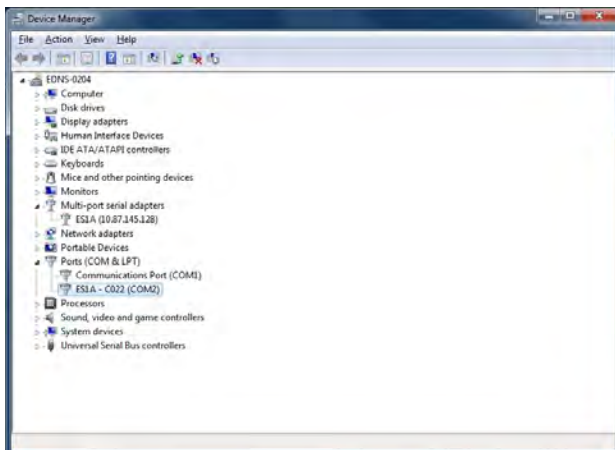 Device Manager
File Action View Help
EDNS-0204
Computer
Disk drives
Display adapters
Human Interface Devices
IDE ATA/ATAPI controllers
Keyboards
Mice and other pointing devices
Monitors
Multi-port serial adapters
ES1A (10.87.145.128)
Network adapters
Portable Devices
Ports (COM & LPT)
Communications Port (COM1)
ES1A - C022 (COM2)
Processors
Sound, video and game controllers
System devices
Universal Serial Bus controllers